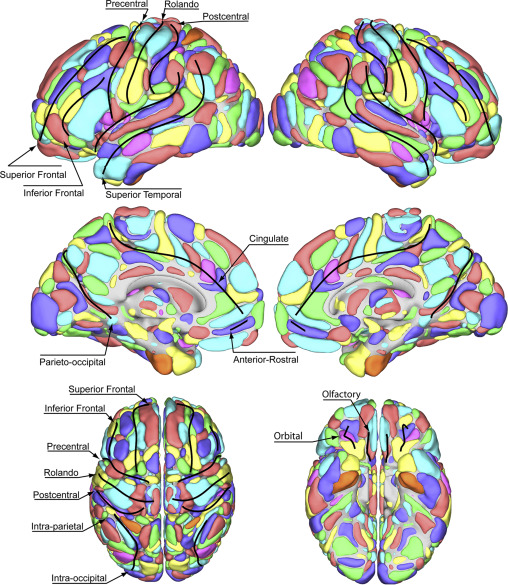 Precentral
Rolando
Postcentral
Superior Frontal
Inferior Frontal
Superior Temporal
Cingulate
Parieto-occipital
Anterior-Rostral
Superior Frontal
Inferior Frontal
Precentral
Rolando
Postcentral
Intra-parietal
Intra-occipital
Olfactory
Orbital